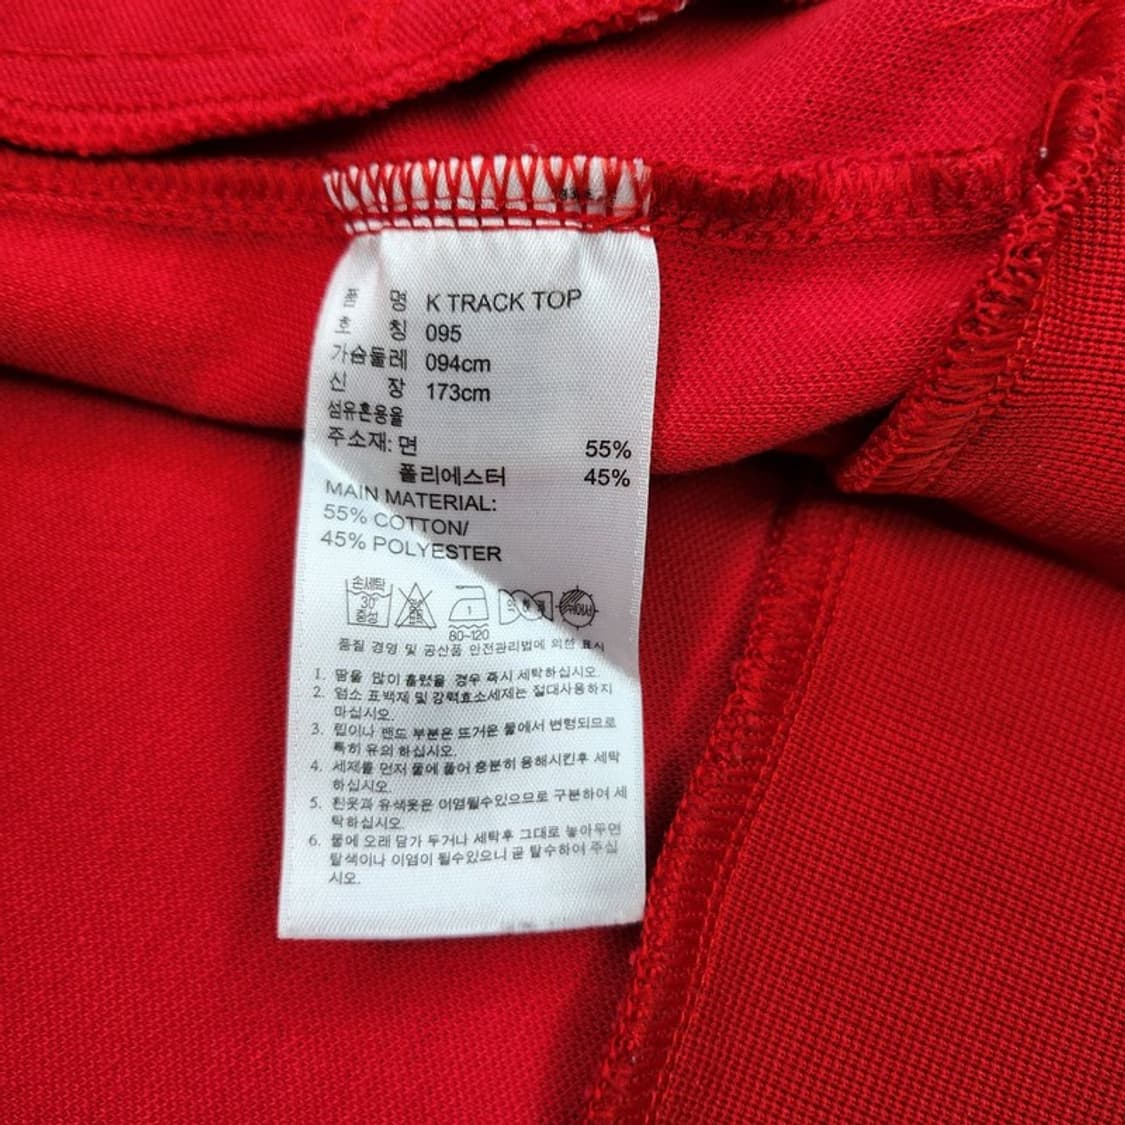 품 명 K TRACK TOP
호 칭 095
가슴둘레 094cm
신 장 173cm
섬유혼용율
주소재: 면 55%
폴리에스터 45%
MAIN MATERIAL:
55% COTTON/
45% POLYESTER
손세탁
30
중성
1
80~120
드라이
품질 경영 및 공산품 안전관리법에 의한 표시
1. 땀을 많이 흘렸을 경우 즉시 세탁하십시오.
2. 염소 표백제 및 강력효소세제는 절대사용하지
마십시오.
3. 립이나 밴드 부분은 뜨거운 물에서 변형되므로
특히 유의 하십시오.
4. 세제를 먼저 물에 풀어 충분히 용해시킨후 세탁
하십시오.
5. 흰옷과 유색옷은 이염될수있으므로 구분하여 세
탁하십시오.
6. 물에 오래 담가 두거나 세탁후 그대로 놓아두면
탈색이나 이염이 될수있으니 곧 탈수하여 주십
시오.